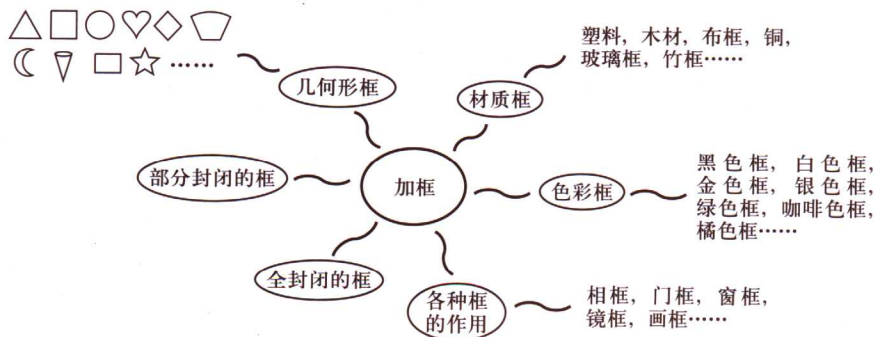 ……
几何形框
塑料，木材，布框，铜，
玻璃框，竹框……
材质框
部分封闭的框
加框
色彩框
黑色框，白色框，
金色框，银色框，
绿色框，咖啡色框，
橘色框……
全封闭的框
各种框
的作用
相框，门框，窗框，
镜框，画框……